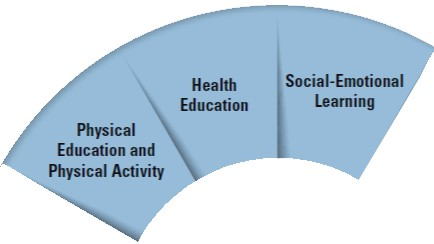 Physical
Education and
Physical Activity
Health
Education
Social-Emotional
Learning